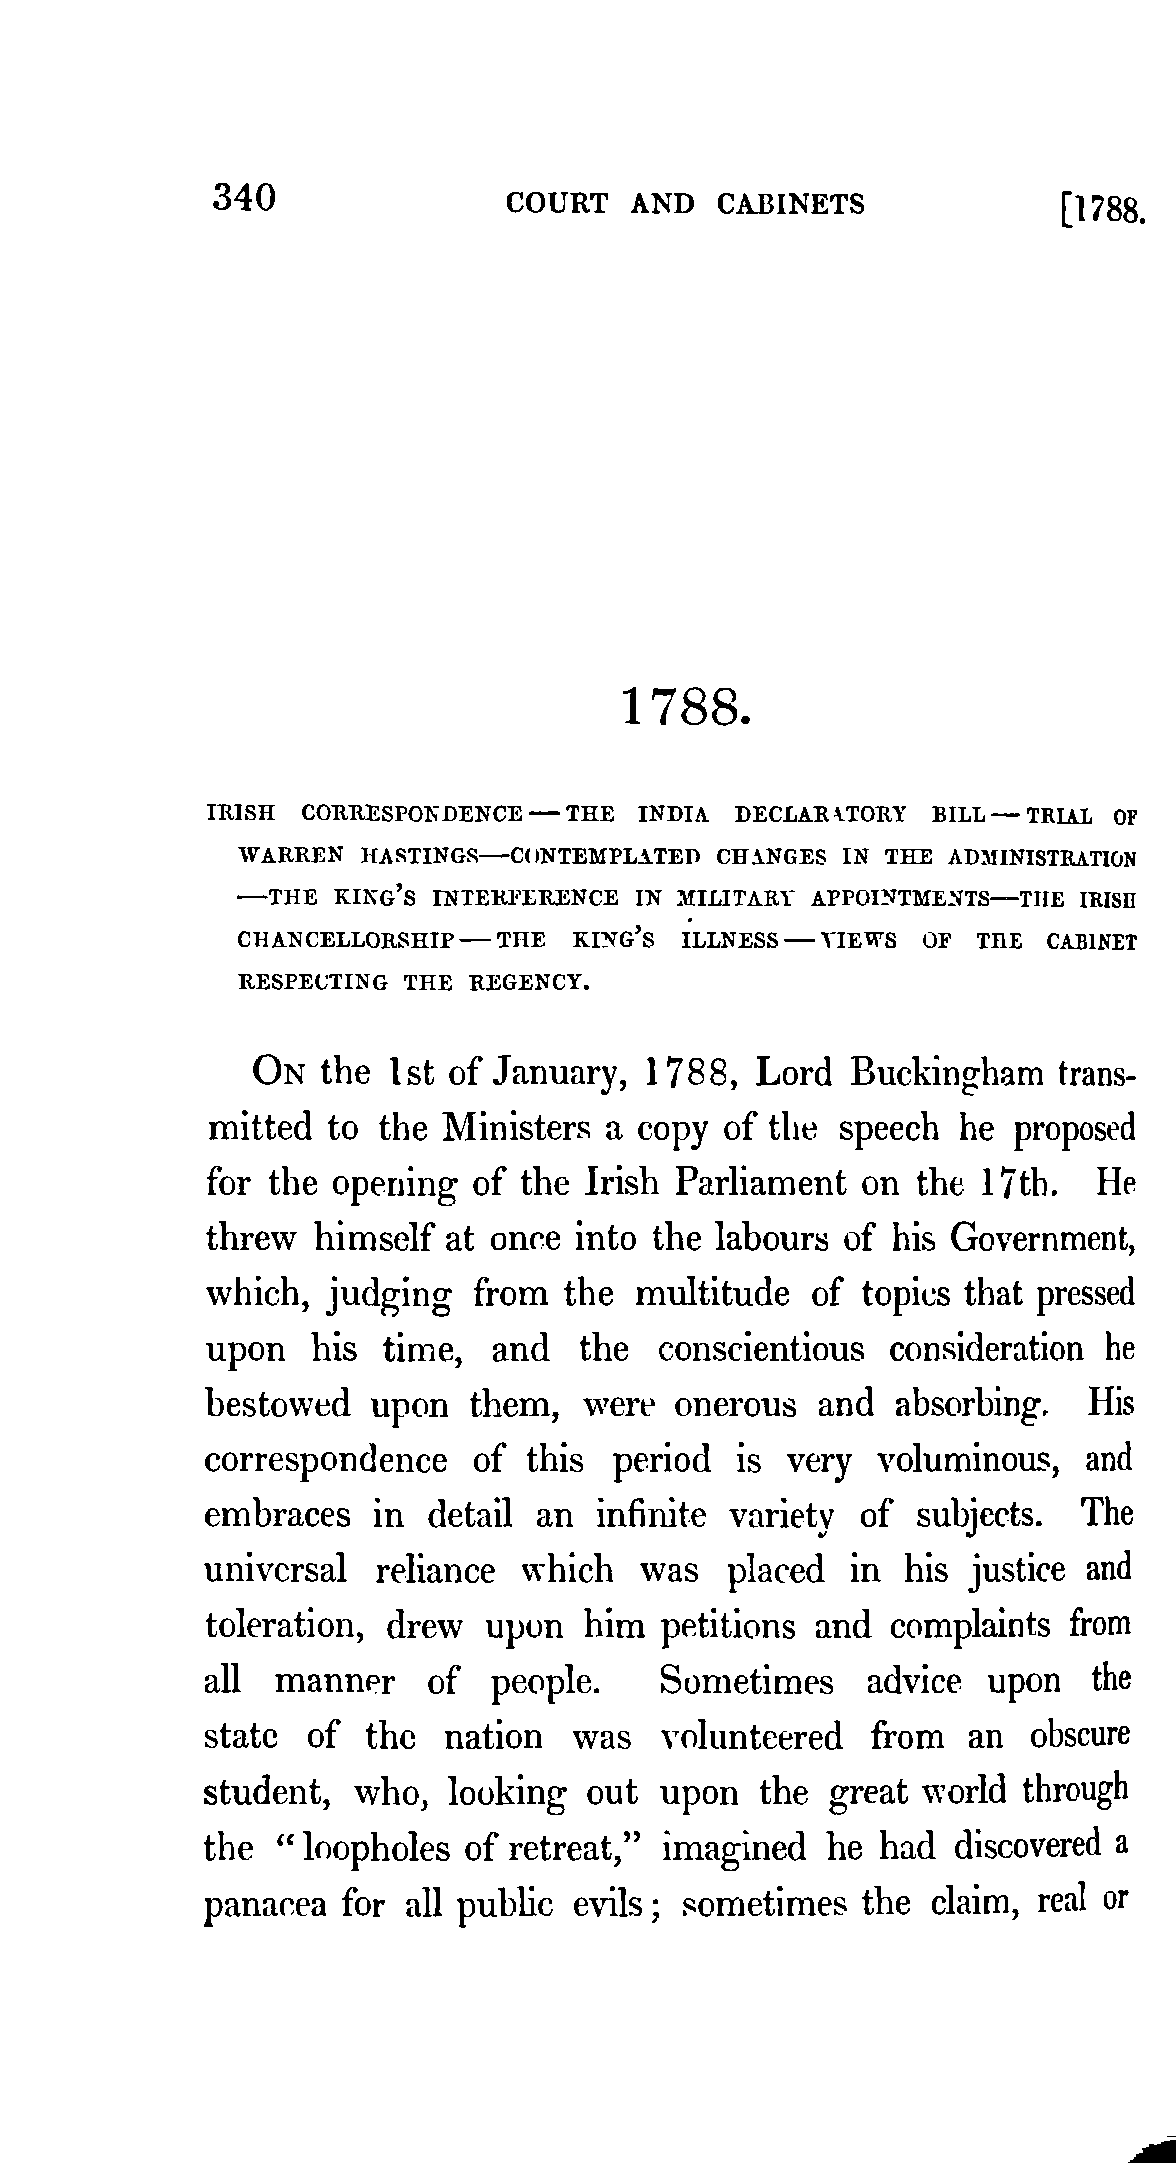 340 COURT AND CABINETS [1788.
1788.
IRISH CORRESPONDENCE — THE INDIA DECLARATORY BILL — TRIAL OF
WARREN HASTINGS—CONTEMPLATED CHANGES IN THE ADMINISTRATION
—THE KING'S INTERFERENCE IN MILITARY APPOINTMENTS—THE IRISH
CHANCELLORSHIP — THE KING'S ILLNESS — VIEWS OF THE CABINET
RESPECTING THE REGENCY.
ON the 1st of January, 1788, Lord Buckingham trans-
mitted to the Ministers a copy of the speech he proposed
for the opening of the Irish Parliament on the 17th. He
threw himself at once into the labours of his Government,
which, judging from the multitude of topics that pressed
upon his time, and the conscientious consideration he
bestowed upon them, were onerous and absorbing. His
correspondence of this period is very voluminous, and
embraces in detail an infinite variety of subjects. The
universal reliance which was placed in his justice and
toleration, drew upon him petitions and complaints from
all manner of people. Sometimes advice upon the
state of the nation was volunteered from an obscure
student, who, looking out upon the great world through
the "loopholes of retreat," imagined he had discovered a
panacea for all public evils; sometimes the claim, real or